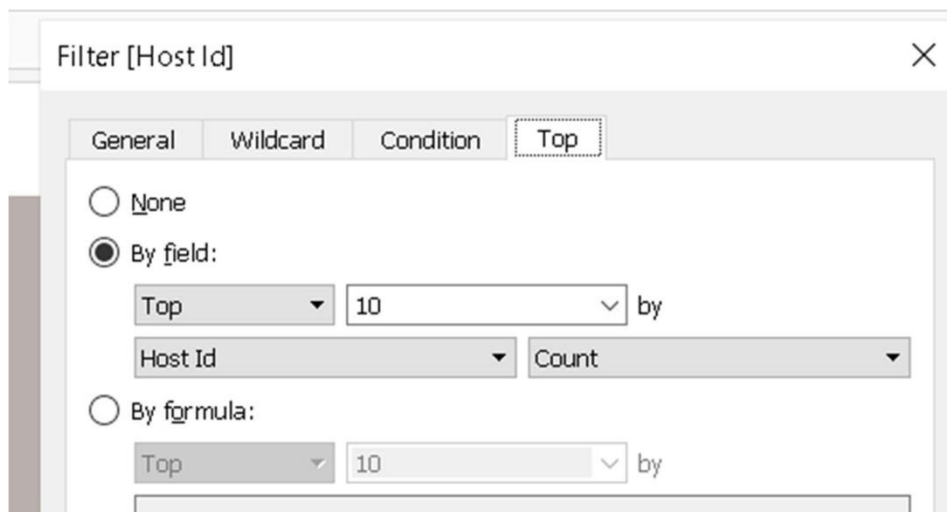 Filter [Host Id]
General Wildcard Condition Top
None
By field:
Top 10 by
Host Id Count
By formula:
Top 10 by